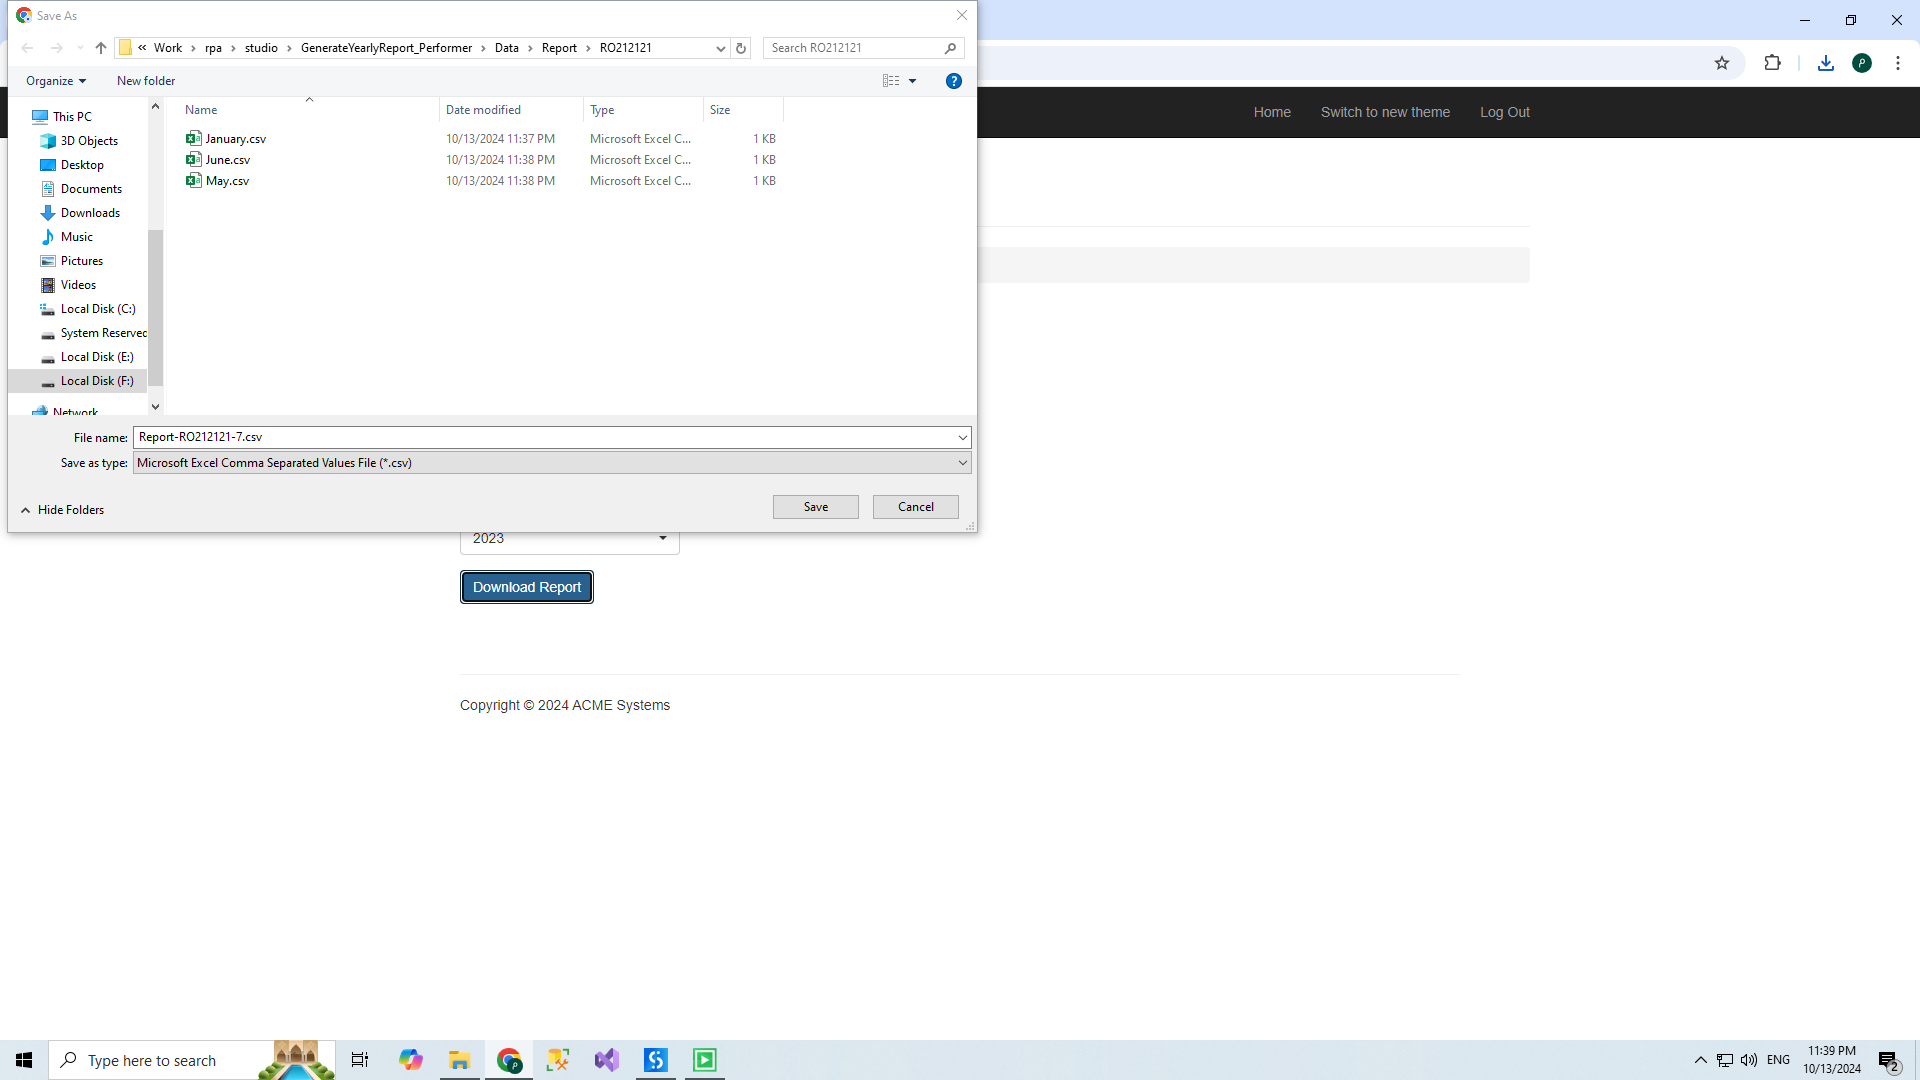 Save As
« Work › rpa › studio › GenerateYearlyReport_Performer › Data › Report › RO212121
Search RO212121
Organize
New folder
This PC
3D Objects
Desktop
Documents
Downloads
Music
Pictures
Videos
Local Disk (C:)
System Reserved
Local Disk (E:)
Local Disk (F:)
Network
Name Date modified Type Size
January.csv 10/13/2024 11:37 PM Microsoft Excel C... 1 KB
June.csv 10/13/2024 11:38 PM Microsoft Excel C... 1 KB
May.csv 10/13/2024 11:38 PM Microsoft Excel C... 1 KB
File name: Report-RO212121-7.csv
Save as type: Microsoft Excel Comma Separated Values File (*.csv)
Hide Folders
Save Cancel
Home Switch to new theme Log Out
2023
Download Report
Copyright © 2024 ACME Systems
Type here to search
ENG
11:39 PM
10/13/2024
2